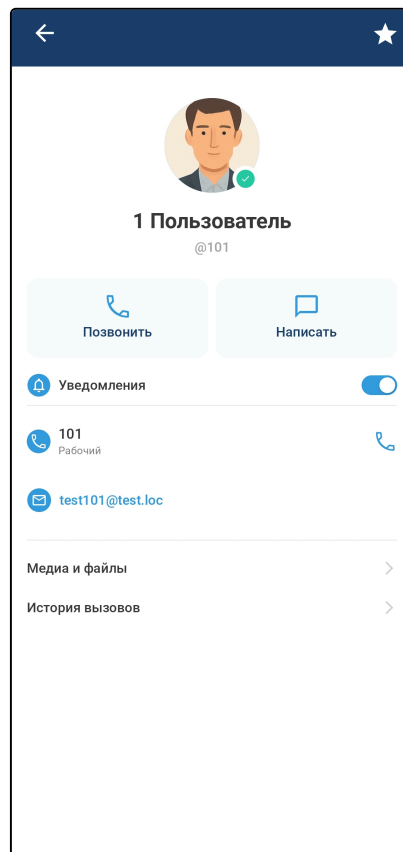 1 Пользователь
@101
Позвонить
Написать
Уведомления
101
Рабочий
test101@test.loc
Медиа и файлы
История вызовов